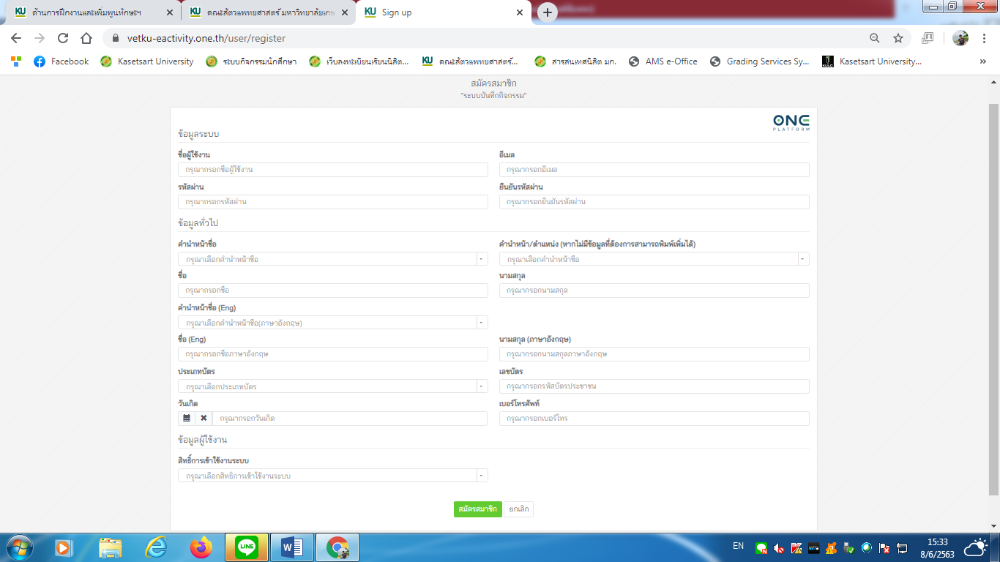 ด้านการฝึกงานและเพิ่มพูนทักษะฯ
คณะสัตวแพทยศาสตร์ มหาวิทยาลัยเกษ
Sign up
vetku-eactivity.one.th/user/register
Facebook
Kasetsart University
ระบบกิจกรรมนักศึกษา
เว็บลงทะเบียนเรียนนิสิต...
คณะสัตวแพทยศาสตร์...
สารสนเทศนิสิต มก.
AMS e-Office
Grading Services Sy...
Kasetsart University...
สมัครสมาชิก
"ระบบบันทึกกิจกรรม"
ONE
PLATFORM
ข้อมูลระบบ
ชื่อผู้ใช้งาน
อีเมล
กรุณากรอกชื่อผู้ใช้งาน
กรุณากรอกอีเมล
รหัสผ่าน
ยืนยันรหัสผ่าน
กรุณากรอกรหัสผ่าน
กรุณากรอกยืนยันรหัสผ่าน
ข้อมูลทั่วไป
คำนำหน้าชื่อ
คำนำหน้า/ตำแหน่ง (หากไม่มีข้อมูลที่ต้องการสามารถพิมพ์เพิ่มได้)
กรุณาเลือกคำนำหน้าชื่อ
กรุณาเลือกคำนำหน้าชื่อ
ชื่อ
นามสกุล
กรุณากรอกชื่อ
กรุณากรอกนามสกุล
คำนำหน้าชื่อ (Eng)
กรุณาเลือกคำนำหน้าชื่อ(ภาษาอังกฤษ)
ชื่อ (Eng)
นามสกุล (ภาษาอังกฤษ)
กรุณากรอกชื่อภาษาอังกฤษ
กรุณากรอกนามสกุลภาษาอังกฤษ
ประเภทบัตร
เลขบัตร
กรุณาเลือกประเภทบัตร
กรุณากรอกรหัสบัตรประชาชน
วันเกิด
เบอร์โทรศัพท์
กรุณากรอกวันเกิด
กรุณากรอกเบอร์โทร
ข้อมูลผู้ใช้งาน
สิทธิ์การเข้าใช้งานระบบ
กรุณาเลือกสิทธิการเข้าใช้งานระบบ
สมัครสมาชิก
ยกเลิก
LINE
EN
15:33
8/6/2563